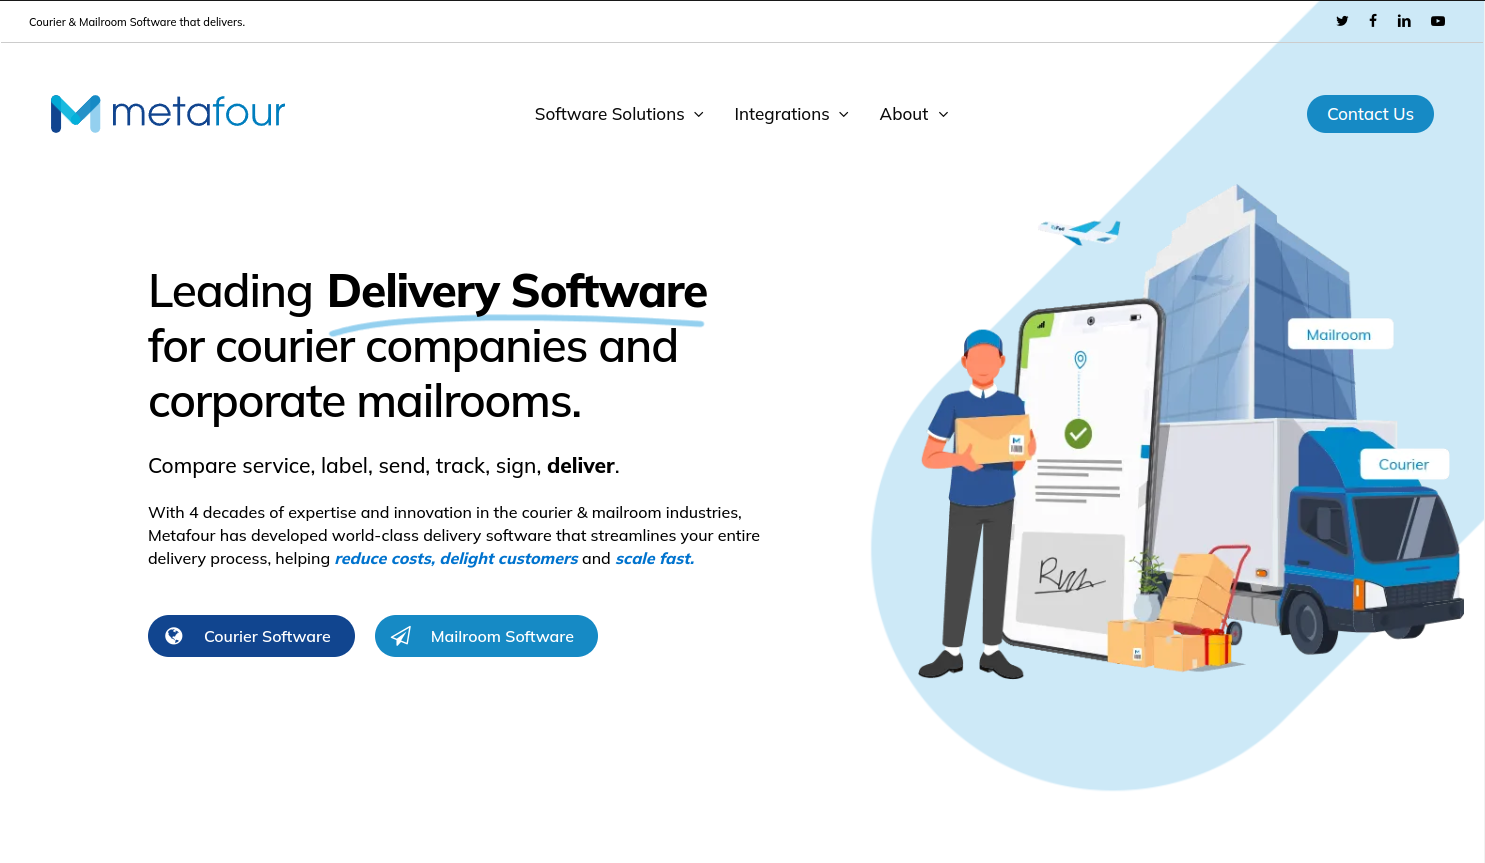 Courier & Mailroom Software that delivers.
metafour
Software Solutions
Integrations
About
Contact Us
Leading Delivery Software
for courier companies and
corporate mailrooms.
Compare service, label, send, track, sign, deliver.
With 4 decades of expertise and innovation in the courier & mailroom industries,
Metafour has developed world-class delivery software that streamlines your entire
delivery process, helping reduce costs, delight customers and scale fast.
Courier Software
Mailroom Software
Mailroom
Courier